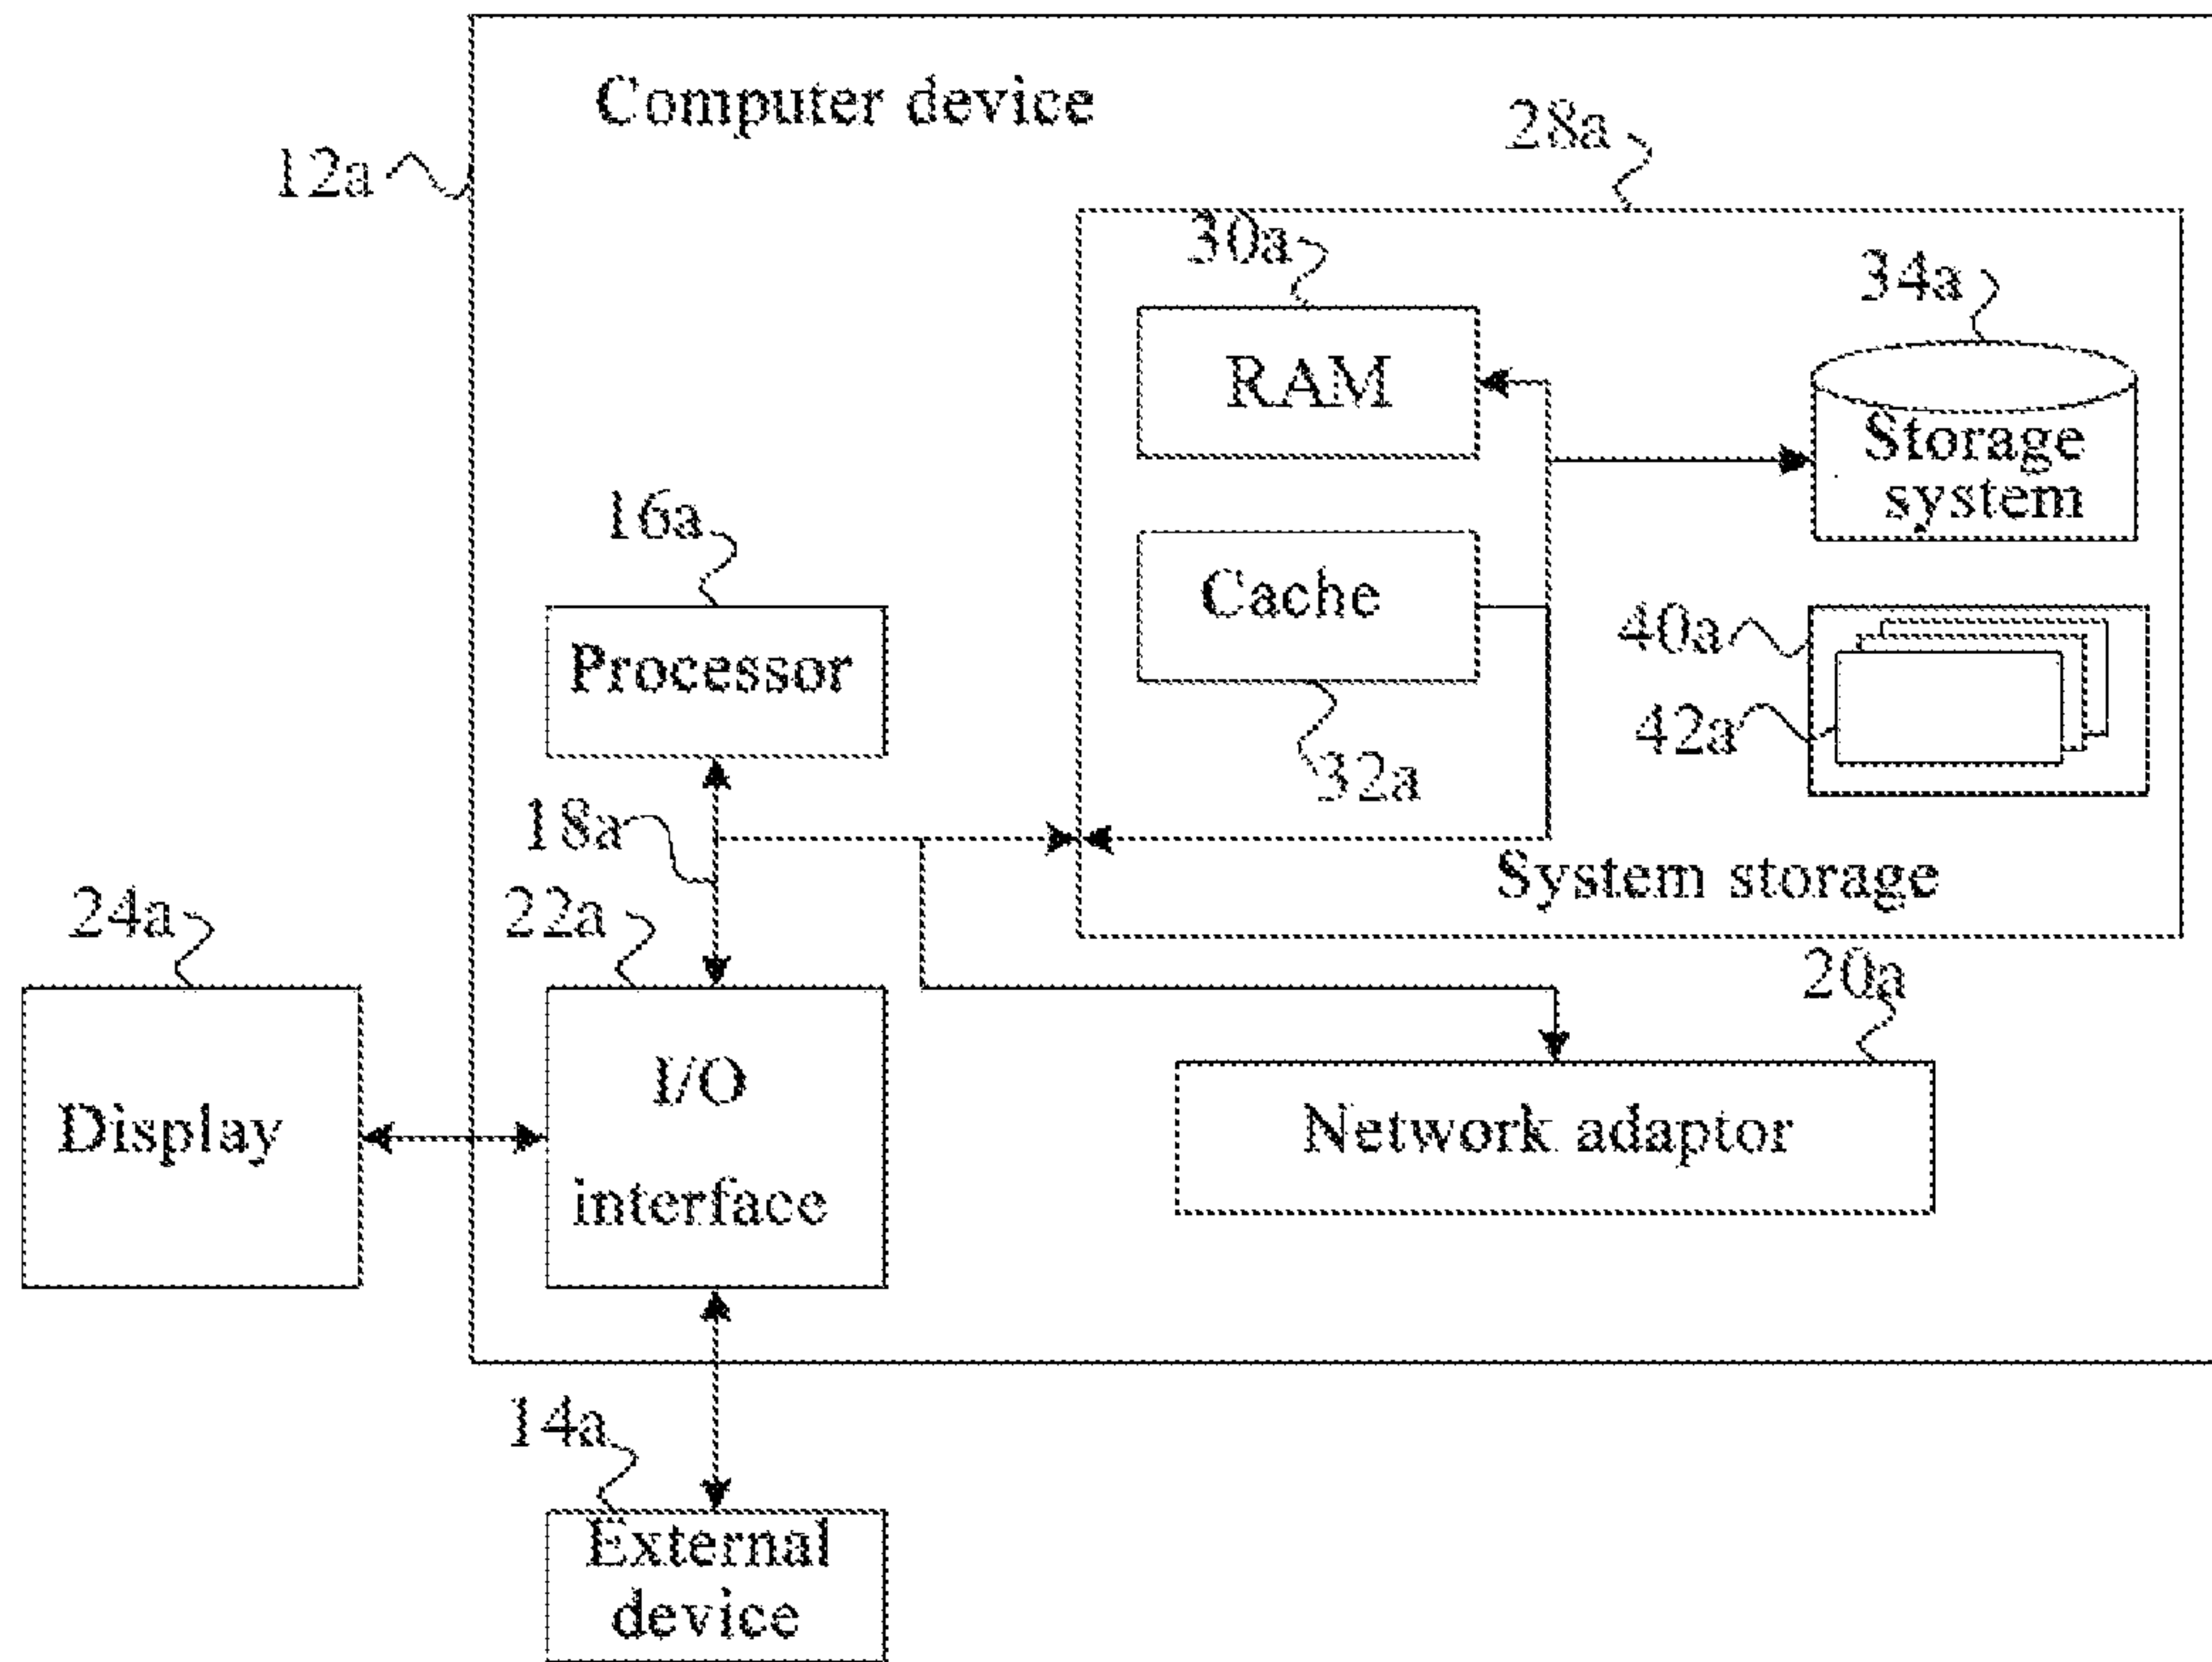 Computer device
12a
28a
30a
34a
RAM
Storage
system
16a
Cache
40a
Processor
42a
32a
18a
System storage
24a
22a
20a
I/O
Display
Network adaptor
interface
14a
External
device